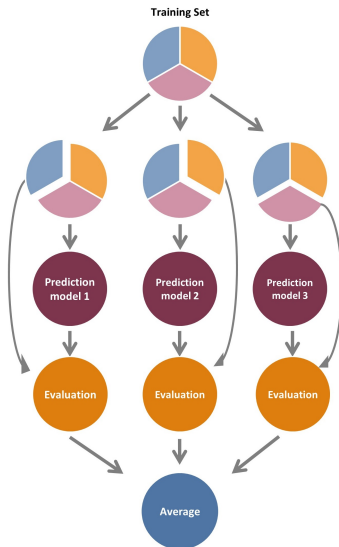 Training Set
Prediction
model 1
Prediction
model 2
Prediction
model 3
Evaluation
Evaluation
Evaluation
Average